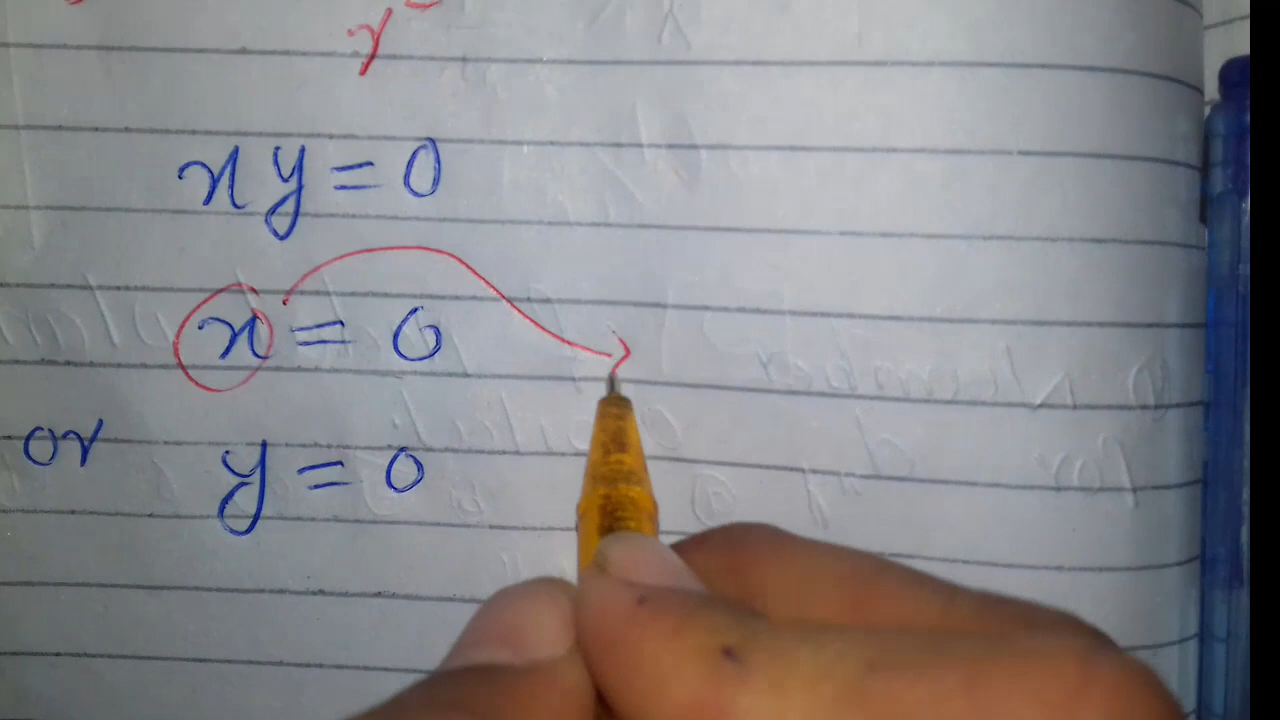 r
xy = 0
x = 0
or y = 0